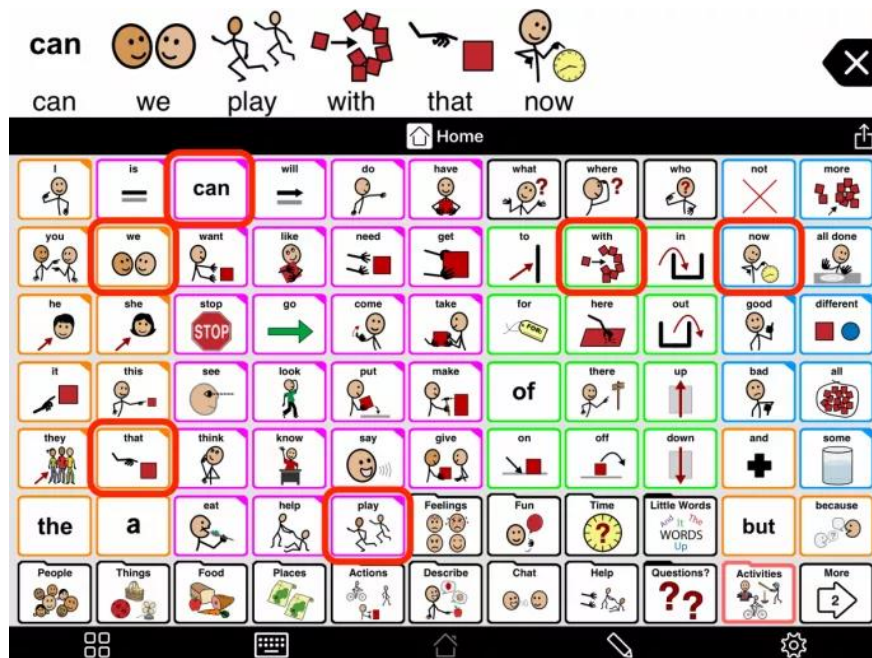 can
can we play with that now
Home
I is can will do have what where who not more
can
you we want like need get to with in now all done
he she stop go come take for here out good different
STOP FOR:
it this see look put make of there up bad all
of
they that think know say give on off down and some
the a eat help play Feelings Fun Time Little Words but because
And It The
WORDS
Up
People Things Food Places Actions Describe Chat Help Questions? Activities More
2